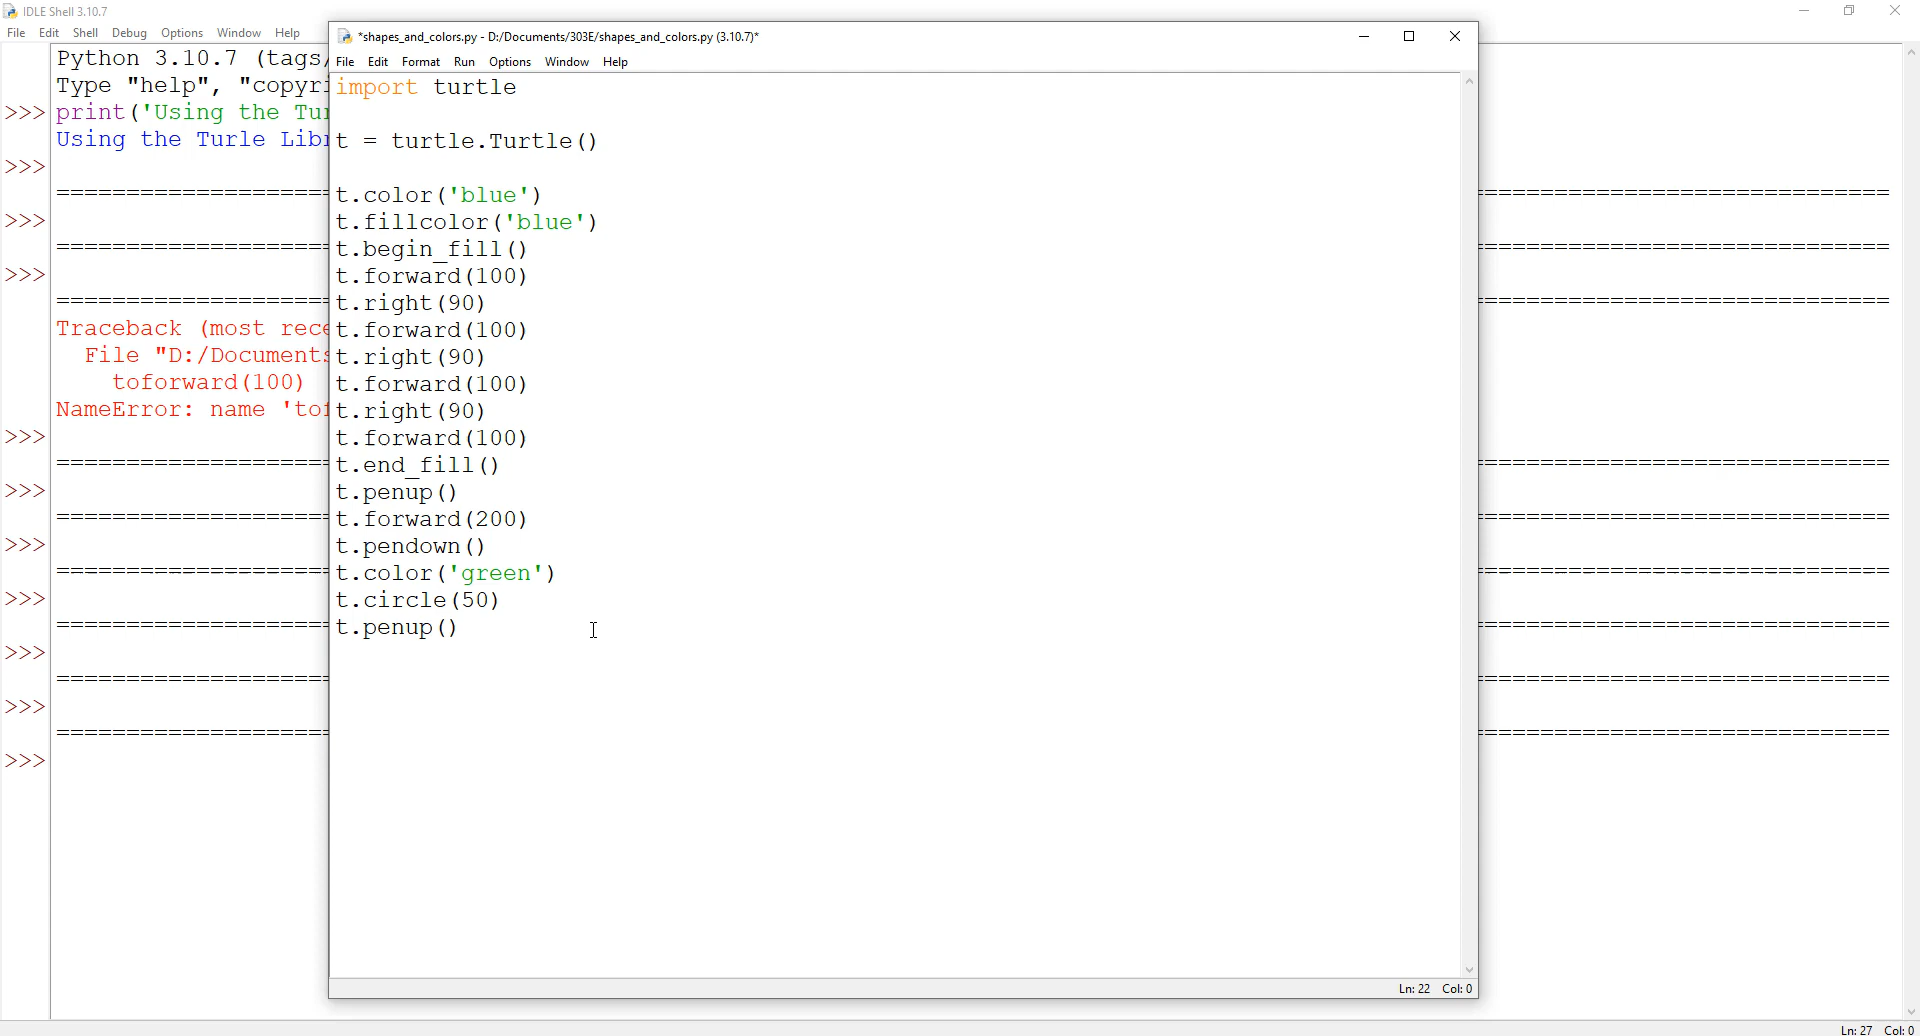 IDLE Shell 3.10.7
File Edit Shell Debug Options Window Help
Python 3.10.7 (tags/
Type "help", "copyri
>>> print('Using the Tur
Using the Turle Libr
>>>
============================
>>>
============================
>>>
============================
Traceback (most rece
File "D:/Documents
toforward(100)
NameError: name 'tof
>>>
============================
>>>
============================
>>>
============================
>>>
============================
>>>
============================
>>>
============================
>>>
*shapes_and_colors.py - D:/Documents/303E/shapes_and_colors.py (3.10.7)*
File Edit Format Run Options Window Help
import turtle
t = turtle.Turtle()
t.color('blue')
t.fillcolor('blue')
t.begin_fill()
t.forward(100)
t.right(90)
t.forward(100)
t.right(90)
t.forward(100)
t.right(90)
t.forward(100)
t.end_fill()
t.penup()
t.forward(200)
t.pendown()
t.color('green')
t.circle(50)
t.penup()
Ln: 22 Col: 0
Ln: 27 Col: 0